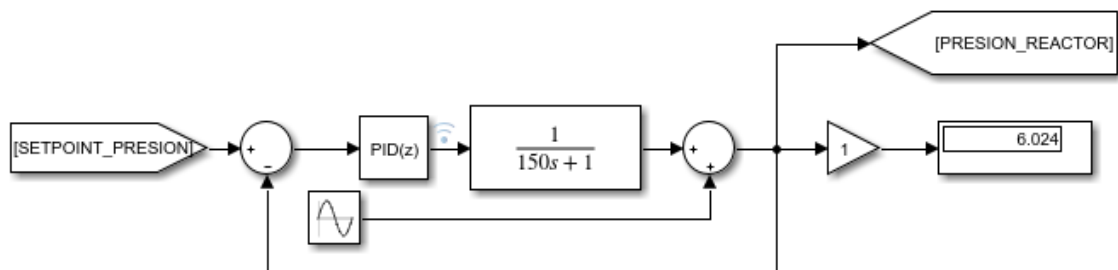 [PRESION_REACTOR]
[SETPOINT_PRESION]
+
−
PID(z)
1
150s + 1
+
+
1
6.024